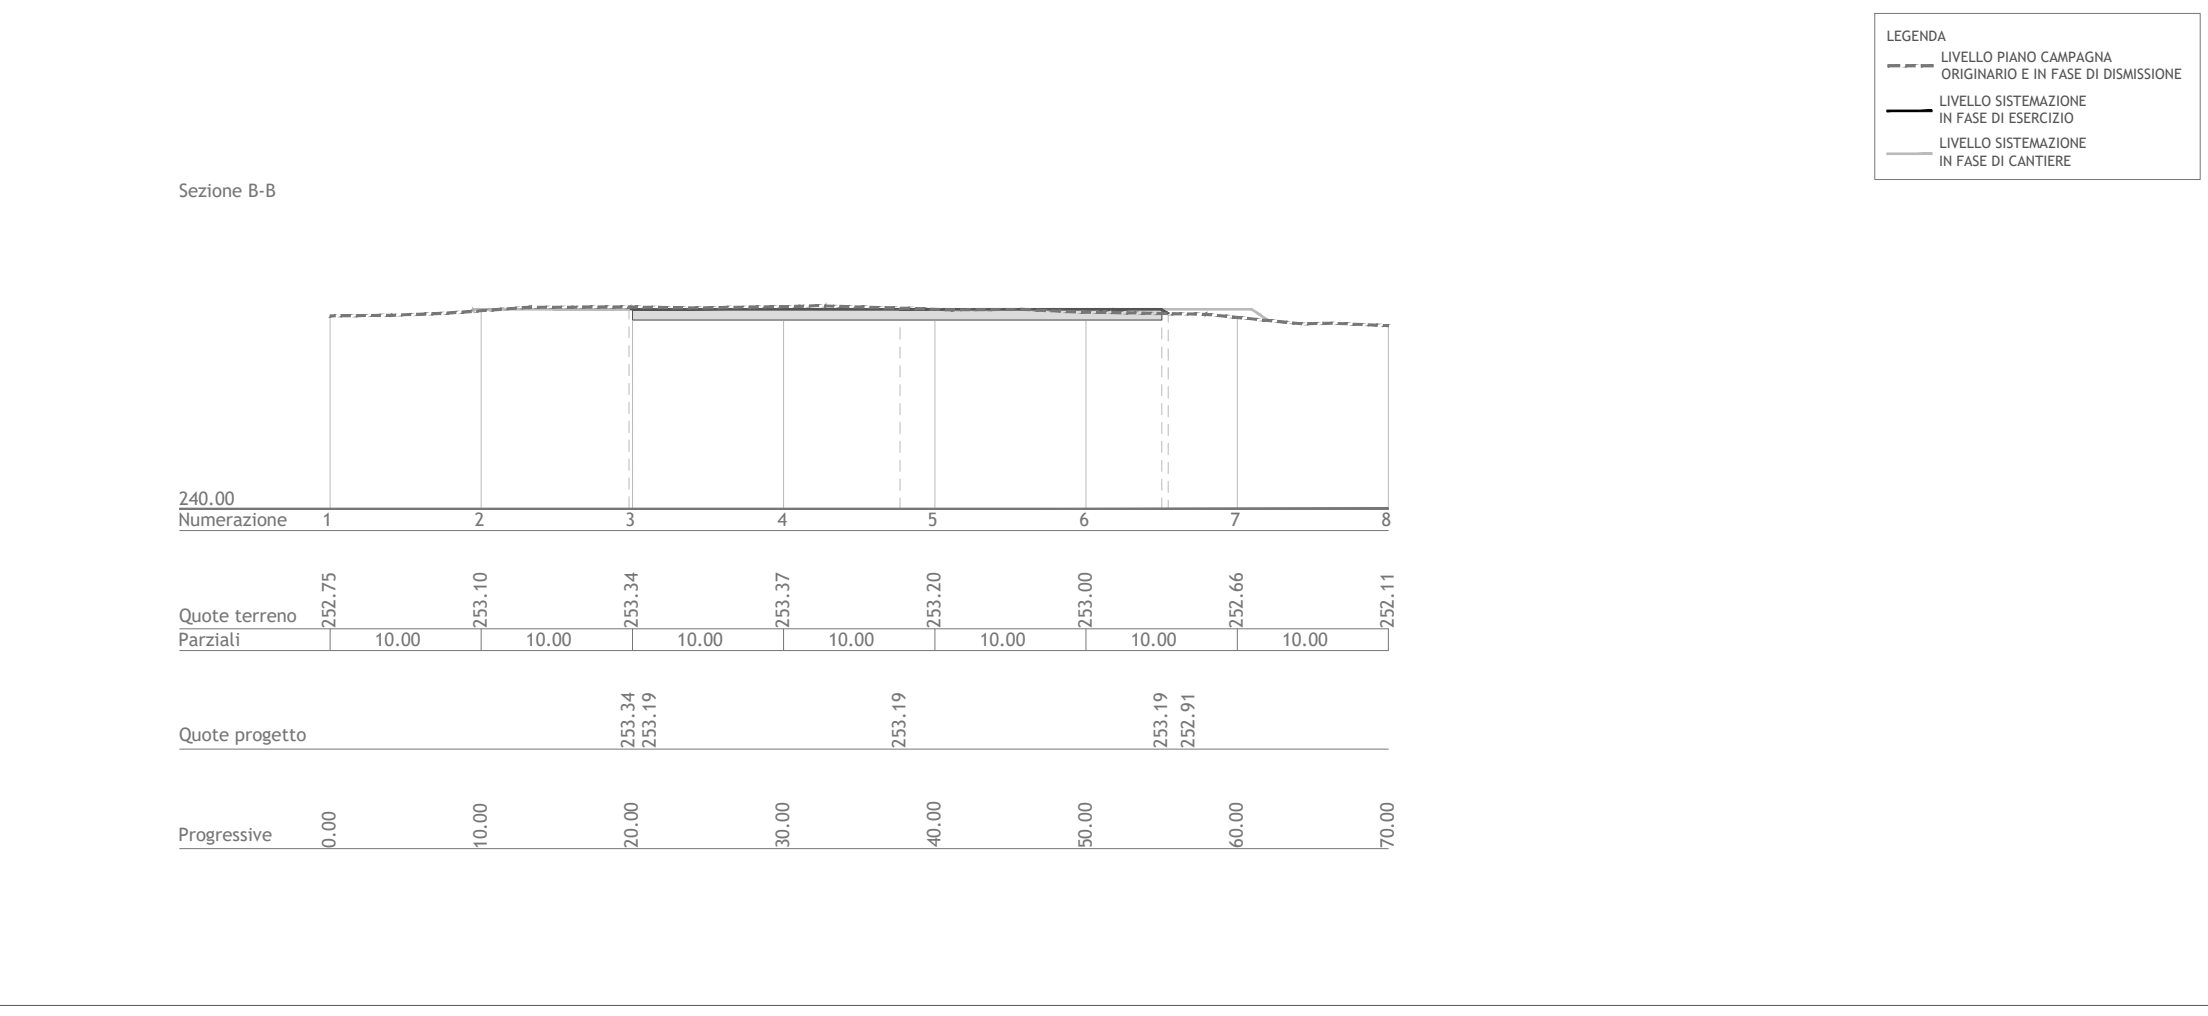 LEGENDA
LIVELLO PIANO CAMPAGNA
ORIGINARIO E IN FASE DI DISMISSIONE
LIVELLO SISTEMAZIONE
IN FASE DI ESERCIZIO
LIVELLO SISTEMAZIONE
IN FASE DI CANTIERE
Sezione B-B
240.00
Numerazione 1 2 3 4 5 6 7 8
Quote terreno 252.75 253.10 253.34 253.37 253.20 253.00 252.66 252.11
Parziali 10.00 10.00 10.00 10.00 10.00 10.00 10.00
Quote progetto 253.34 253.19 253.19 253.19 252.91
Progressive 0.00 10.00 20.00 30.00 40.00 50.00 60.00 70.00